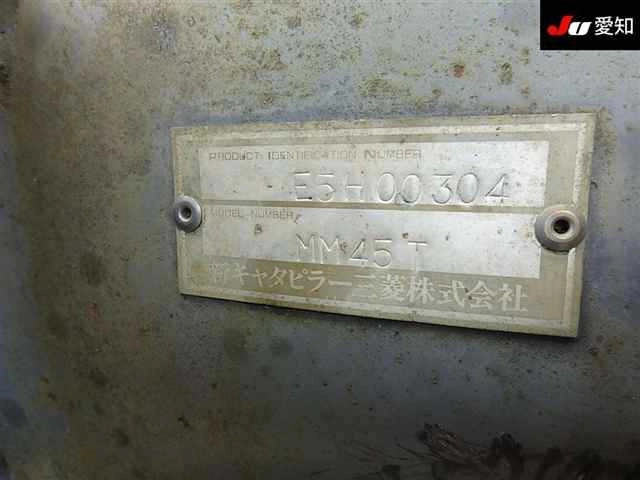 JU 愛知
PRODUCT IDENTIFICATION NUMBER
E5H00304
MODEL NUMBER
MM45T
新キャタピラー三菱株式会社